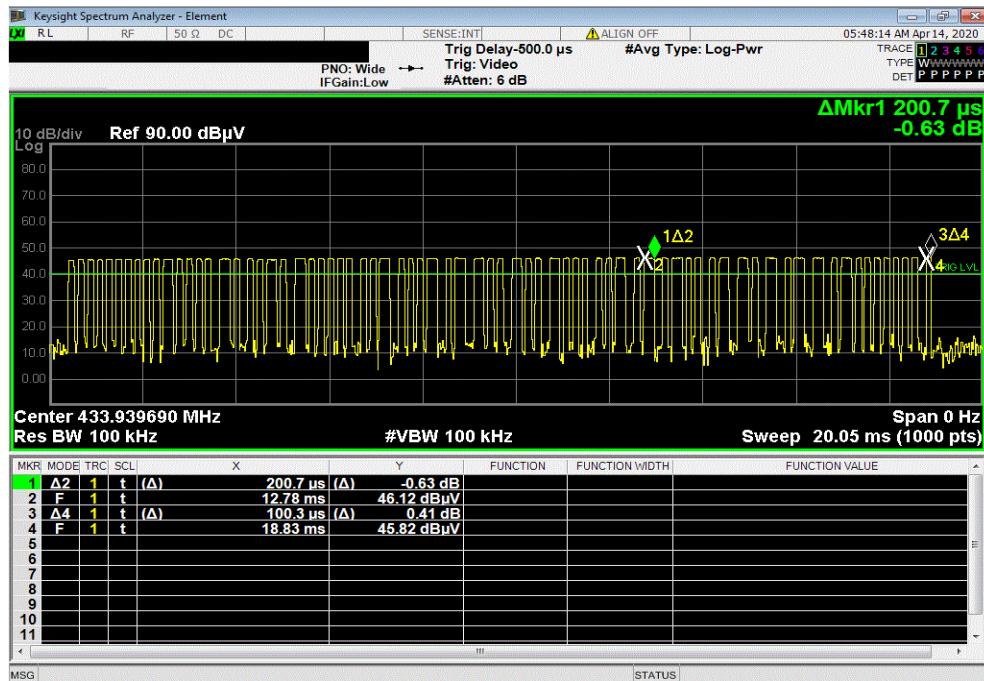 Keysight Spectrum Analyzer - Element
LXI RL RF 50 Ω DC SENSE:INT ALIGN OFF 05:48:14 AM Apr 14, 2020
Trig Delay-500.0 µs #Avg Type: Log-Pwr TRACE 1 2 3 4 5 6
PNO: Wide Trig: Video TYPE WWWWWW
IFGain:Low #Atten: 6 dB DET P P P P P P
ΔMkr1 200.7 µs
-0.63 dB
10 dB/div Ref 90.00 dBµV
Log
80.0
70.0
60.0
50.0
1Δ2
3Δ4
2
4
TRIG LVL
40.0
30.0
20.0
10.0
0.00
Center 433.939690 MHz Span 0 Hz
Res BW 100 kHz #VBW 100 kHz Sweep 20.05 ms (1000 pts)
MKR MODE TRC SCL X Y FUNCTION FUNCTION WIDTH FUNCTION VALUE
1 Δ2 1 t (Δ) 200.7 µs (Δ) -0.63 dB
2 F 1 t 12.78 ms 46.12 dBµV
3 Δ4 1 t (Δ) 100.3 µs (Δ) 0.41 dB
4 F 1 t 18.83 ms 45.82 dBµV
5
6
7
8
9
10
11
MSG STATUS